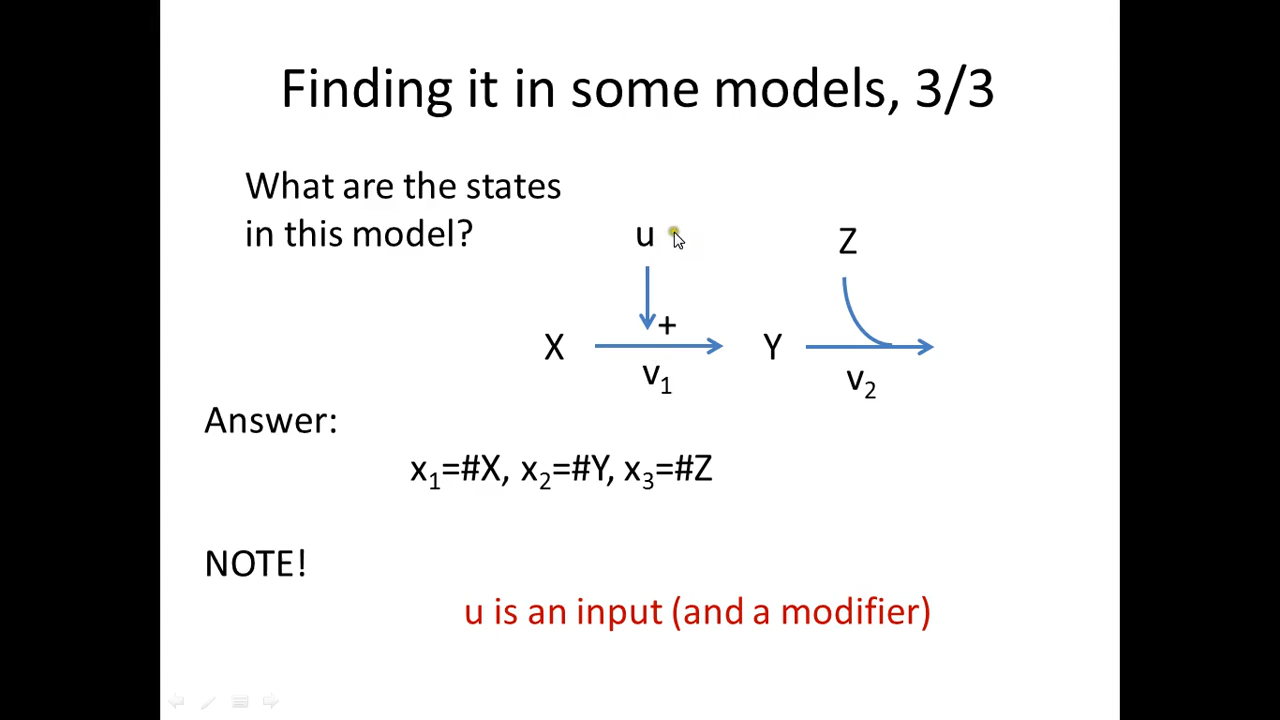 Finding it in some models, 3/3
What are the states
in this model?
u
Z
+
X
Y
v₁
v₂
Answer:
x₁=#X, x₂=#Y, x₃=#Z
NOTE!
u is an input (and a modifier)